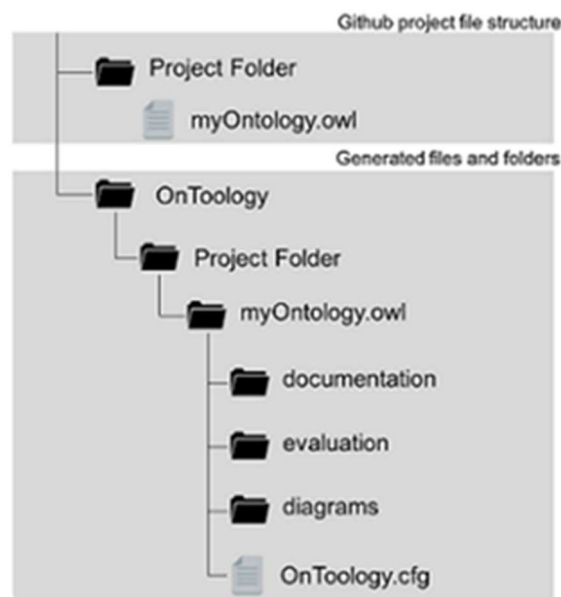 Github project file structure
Project Folder
myOntology.owl
Generated files and folders
OnToology
Project Folder
myOntology.owl
documentation
evaluation
diagrams
OnToology.cfg